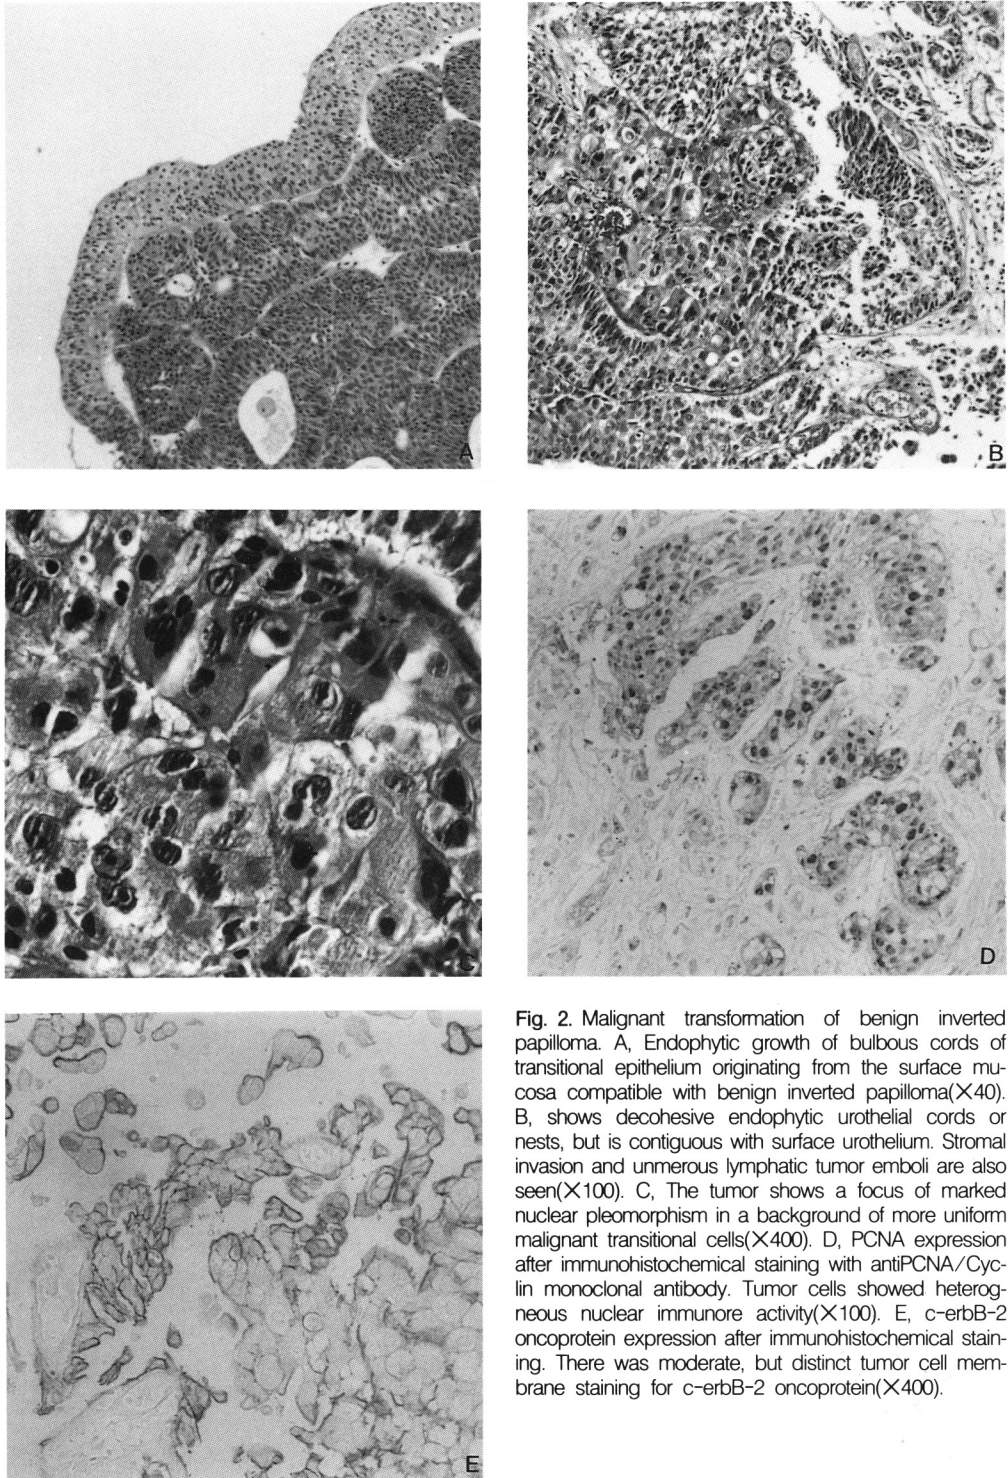 A
B
C
D
E
Fig. 2. Malignant transformation of benign inverted
papilloma. A, Endophytic growth of bulbous cords of
transitional epithelium originating from the surface mu-
cosa compatible with benign inverted papilloma(×40).
B, shows decohesive endophytic urothelial cords or
nests, but is contiguous with surface urothelium. Stromal
invasion and unmerous lymphatic tumor emboli are also
seen(×100). C, The tumor shows a focus of marked
nuclear pleomorphism in a background of more uniform
malignant transitional cells(×400). D, PCNA expression
after immunohistochemical staining with antiPCNA/Cyc-
lin monoclonal antibody. Tumor cells showed heterog-
neous nuclear immunore activity(×100). E, c-erbB-2
oncoprotein expression after immunohistochemical stain-
ing. There was moderate, but distinct tumor cell mem-
brane staining for c-erbB-2 oncoprotein(×400).